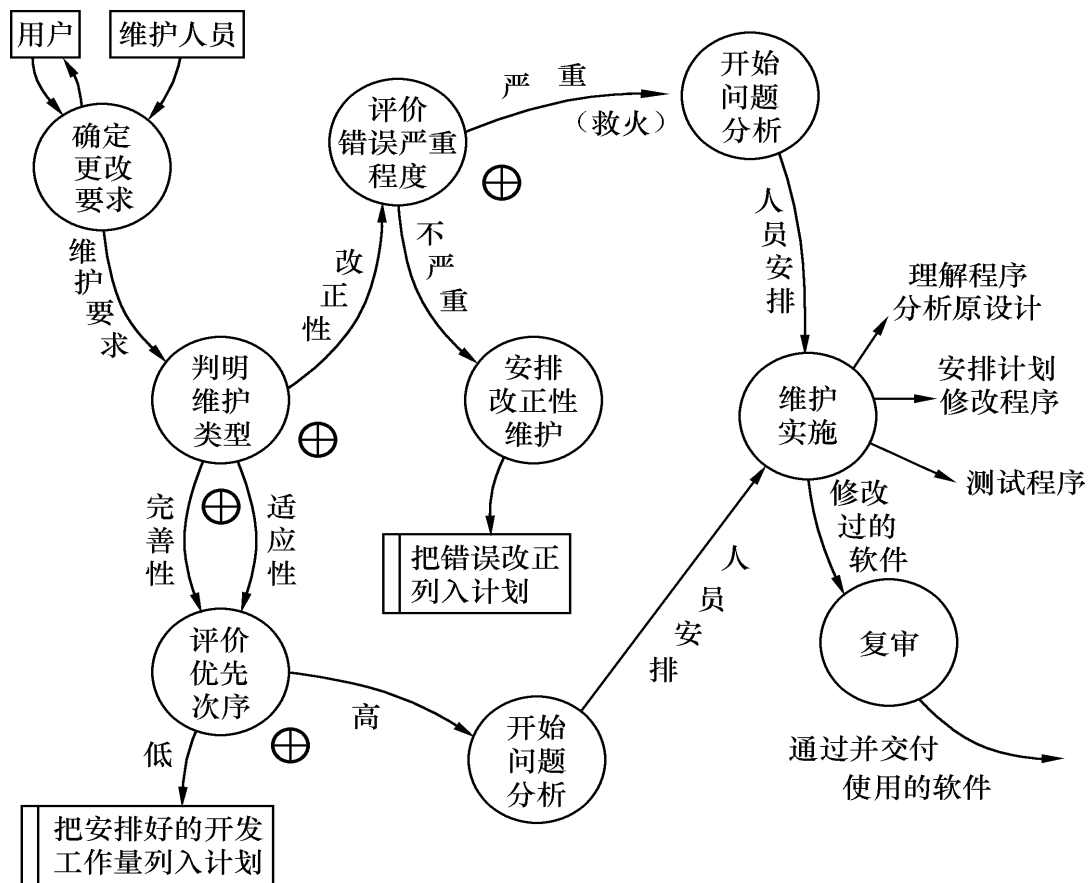 用户
维护人员
确定
更改
要求
维护要求
判明
维护
类型
改正性
评价
错误严重
程度
严重
（救火）
开始
问题
分析
不严重
安排
改正性
维护
把错误改正
列入计划
人员安排
完善性
适应性
评价
优先
次序
低
把安排好的开发
工作量列入计划
高
开始
问题
分析
人员安排
维护
实施
理解程序
分析原设计
安排计划
修改程序
测试程序
修改
过的
软件
复审
通过并交付
使用的软件